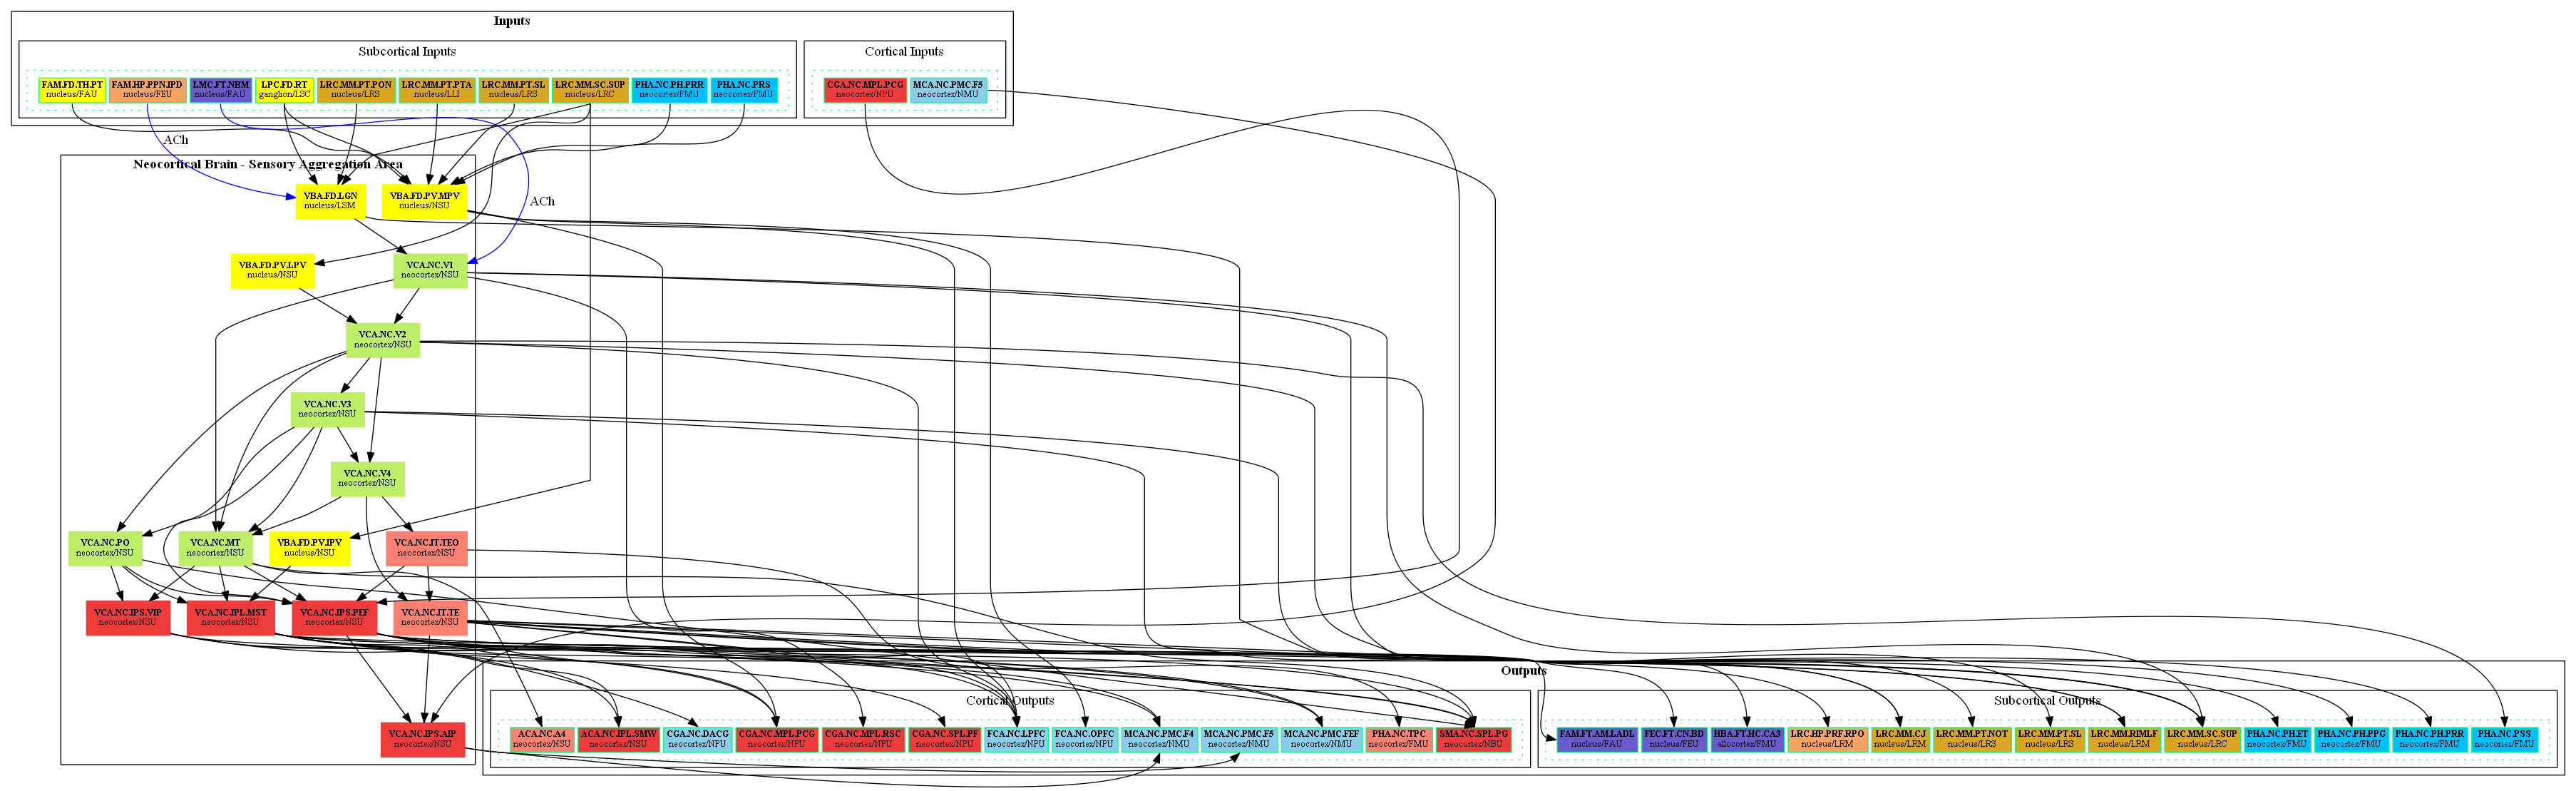 Inputs
Subcortical Inputs
Cortical Inputs
FAM.FD.TH.PT
nucleus/FAU
FAM.HP.PPN.IPD
nucleus/FEU
LMC.FT.NBM
nucleus/FAU
LPC.FD.RT
ganglion/LSC
LRC.MM.PT.PON
nucleus/LRS
LRC.MM.PT.PTA
nucleus/LLI
LRC.MM.PT.SL
nucleus/LRS
LRC.MM.SC.SUP
nucleus/LRC
PHA.NC.PH.PRR
neocortex/FMU
PHA.NC.PRS
neocortex/FMU
CGA.NC.MPL.PCG
neocortex/NPU
MCA.NC.PMC.F5
neocortex/NMU
ACh
Neocortical Brain - Sensory Aggregation Area
VBA.FD.LGN
nucleus/LSM
VBA.FD.PV.MPV
nucleus/NSU
ACh
VBA.FD.PV.LPV
nucleus/NSU
VCA.NC.V1
neocortex/NSU
VCA.NC.V2
neocortex/NSU
VCA.NC.V3
neocortex/NSU
VCA.NC.V4
neocortex/NSU
VCA.NC.PO
neocortex/NSU
VCA.NC.MT
neocortex/NSU
VBA.FD.PV.IPV
nucleus/NSU
VCA.NC.IT.TEO
neocortex/NSU
VCA.NC.IPS.VIP
neocortex/NSU
VCA.NC.IPL.MST
neocortex/NSU
VCA.NC.IPS.PEF
neocortex/NSU
VCA.NC.IT.TE
neocortex/NSU
VCA.NC.IPS.AIP
neocortex/NSU
Outputs
Cortical Outputs
Subcortical Outputs
ACA.NC.A4
neocortex/NSU
ACA.NC.IPL.SMW
neocortex/NSU
CGA.NC.DACG
neocortex/NPU
CGA.NC.MPL.PCG
neocortex/NPU
CGA.NC.MPL.RSC
neocortex/NPU
CGA.NC.SPL.PF
neocortex/NPU
FCA.NC.LPFC
neocortex/NPU
FCA.NC.OPFC
neocortex/NPU
MCA.NC.PMC.F4
neocortex/NMU
MCA.NC.PMC.F5
neocortex/NMU
MCA.NC.PMC.FEF
neocortex/NMU
PHA.NC.ITPC
neocortex/FMU
SMA.NC.SPL.PG
neocortex/NBU
FAM.FT.AM.LADL
nucleus/FAU
FEC.FT.CN.BD
nucleus/FEU
HBA.FT.HC.CA3
allocortex/FMU
LRC.HP.PRF.RPO
nucleus/LRM
LRC.MM.CJ
nucleus/LRM
LRC.MM.PT.NOT
nucleus/LRS
LRC.MM.PT.SL
nucleus/LRS
LRC.MM.RIMLF
nucleus/LRM
LRC.MM.SC.SUP
nucleus/LRC
PHA.NC.PH.ET
neocortex/FMU
PHA.NC.PH.PPG
neocortex/FMU
PHA.NC.PH.PRR
neocortex/FMU
PHA.NC.PSS
neocortex/FMU